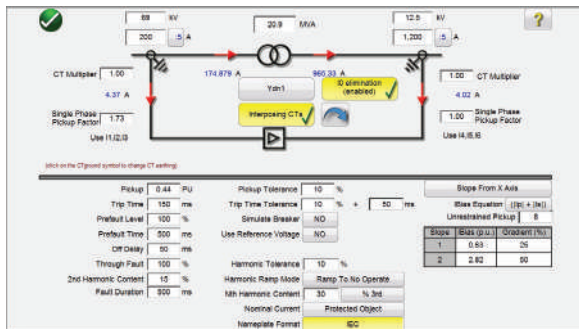 69 kV
20.9 MVA
12.5 kV
?
200 :5 A
1,200 :5 A
CT Multiplier 1.00
174.879 A
965.33 A
1.00 CT Multiplier
Ydn1
I0 elimination (enabled)
4.37 A
4.02 A
Single Phase Pickup Factor 1.73
Interposing CTs
1.00 Single Phase Pickup Factor
Use I1,I2,I3
Use I4,I5,I6
(click on the CT ground symbol to change CT earthing)
Pickup 0.44 PU
Pickup Tolerance 10 %
Slope From X Axis
Trip Time 150 ms
Trip Time Tolerance 10 % + 50 ms
IBias Equation (|Ip| + |Is|)
Prefault Level 100 %
Simulate Breaker NO
Unrestrained Pickup 8
Prefault Time 500 ms
Use Reference Voltage NO
Slope IBias (p.u.) Gradient (%)
Off Delay 50 ms
1 0.63 25
Through Fault 100 %
Harmonic Tolerance 10 %
2 2.82 50
2nd Harmonic Content 15 %
Harmonic Ramp Mode Ramp To No Operate
Fault Duration 500 ms
Nth Harmonic Content 30 % 3rd
Nominal Current Protected Object
Nameplate Format IEC